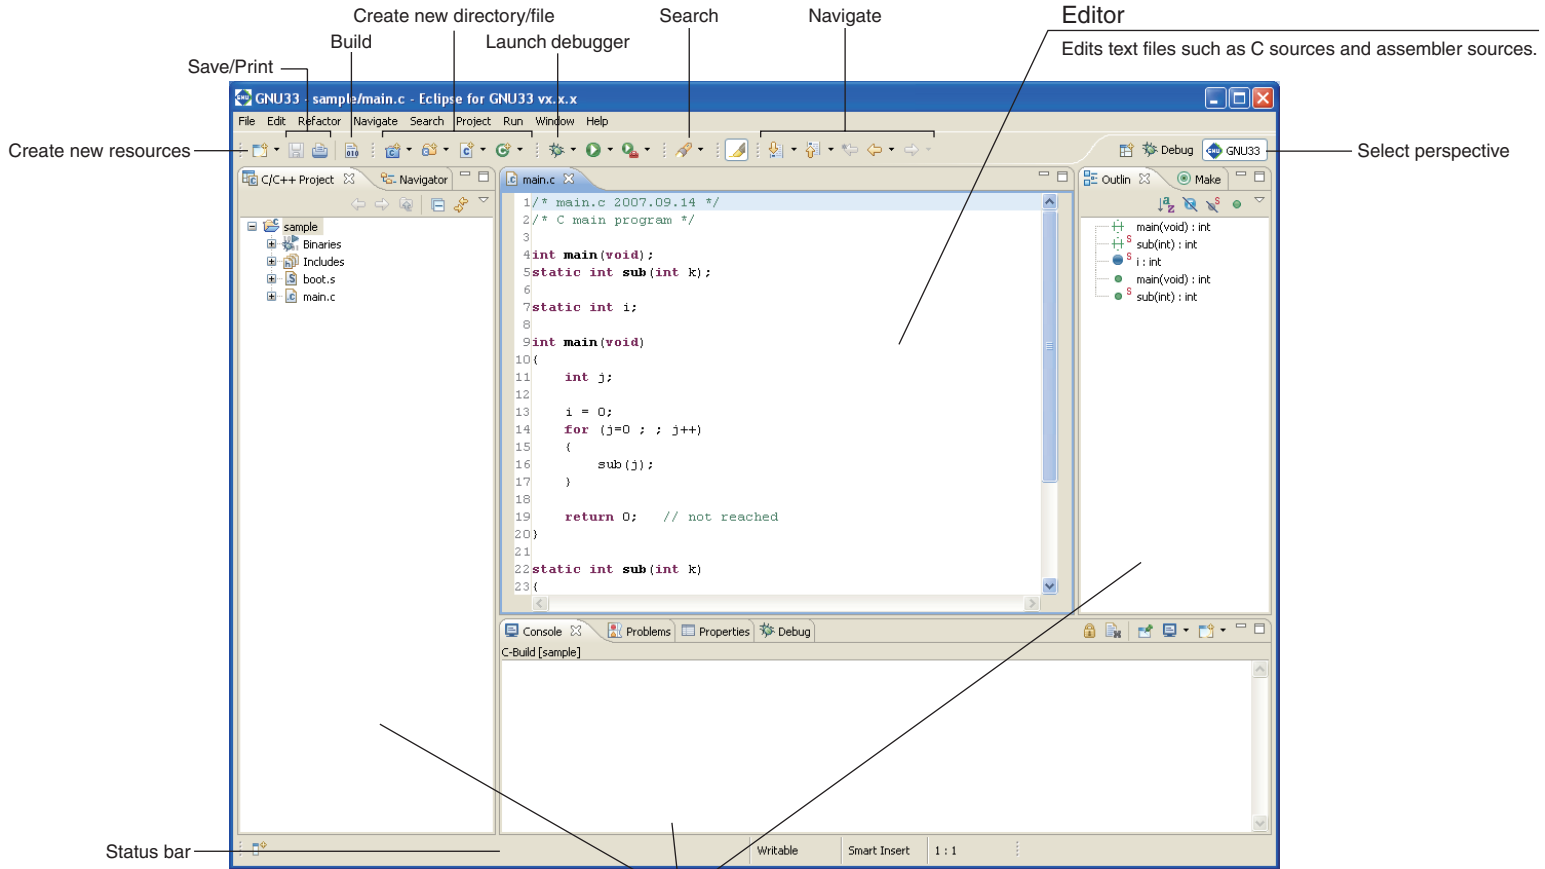 Create new directory/file
Search
Navigate
Editor
Build
Launch debugger
Edits text files such as C sources and assembler sources.
Save/Print
GNU33 - sample/main.c - Eclipse for GNU33 vx.x.x
File Edit Refactor Navigate Search Project Run Window Help
Create new resources
Debug
GNU33
Select perspective
C/C++ Project
Navigator
main.c
Outlin
Make
sample
Binaries
Includes
boot.s
main.c
1/* main.c 2007.09.14 */
2/* C main program */
3
4int main(void);
5static int sub(int k);
6
7static int i;
8
9int main(void)
10{
11    int j;
12
13    i = 0;
14    for (j=0 ; ; j++)
15    {
16        sub(j);
17    }
18
19    return 0;   // not reached
20}
21
22static int sub(int k)
23{
main(void) : int
sub(int) : int
i : int
main(void) : int
sub(int) : int
Console
Problems
Properties
Debug
C-Build [sample]
Status bar
Writable
Smart Insert
1 : 1